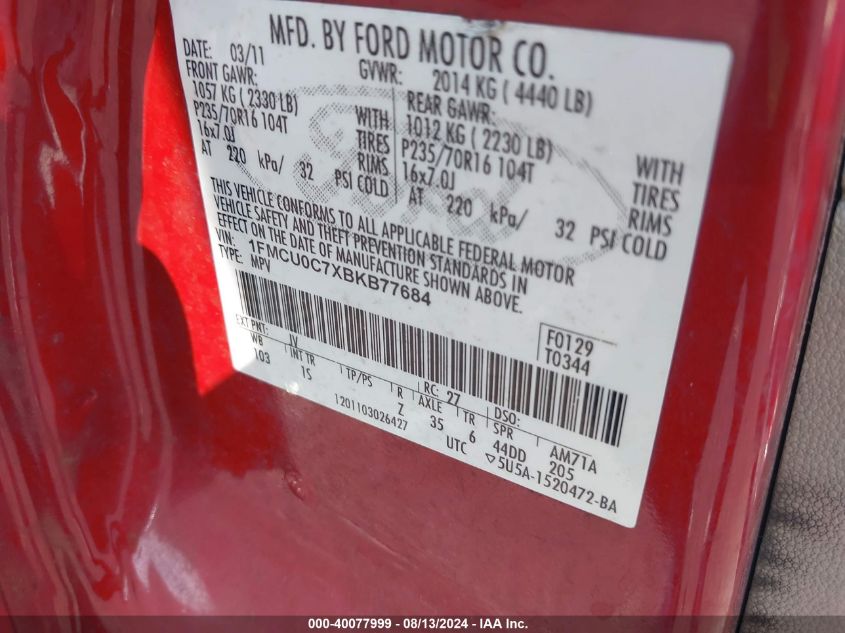 MFD. BY FORD MOTOR CO.
DATE: 03/11 GVWR: 2014 KG ( 4440 LB)
FRONT GAWR: REAR GAWR:
1057 KG ( 2330 LB) WITH 1012 KG ( 2230 LB) WITH
P235/70R16 104T TIRES P235/70R16 104T TIRES
16x7.0J RIMS 16x7.0J RIMS
AT 220 kPa/ 32 PSI COLD AT 220 kPa/ 32 PSI COLD
THIS VEHICLE CONFORMS TO ALL APPLICABLE FEDERAL MOTOR
VEHICLE SAFETY AND THEFT PREVENTION STANDARDS IN
EFFECT ON THE DATE OF MANUFACTURE SHOWN ABOVE.
VIN: 1FMCU0C7XBKB77684
TYPE: MPV
F0129
T0344
EXT PNT: JV RC: 27 DSO:
WB INT TR TP/PS R AXLE TR SPR AM71A
103 15 Z 35 6 44DD 205
1201103026427 UTC ▽5U5A-1520472-BA
Ford
000-40077999 - 08/13/2024 - IAA Inc.